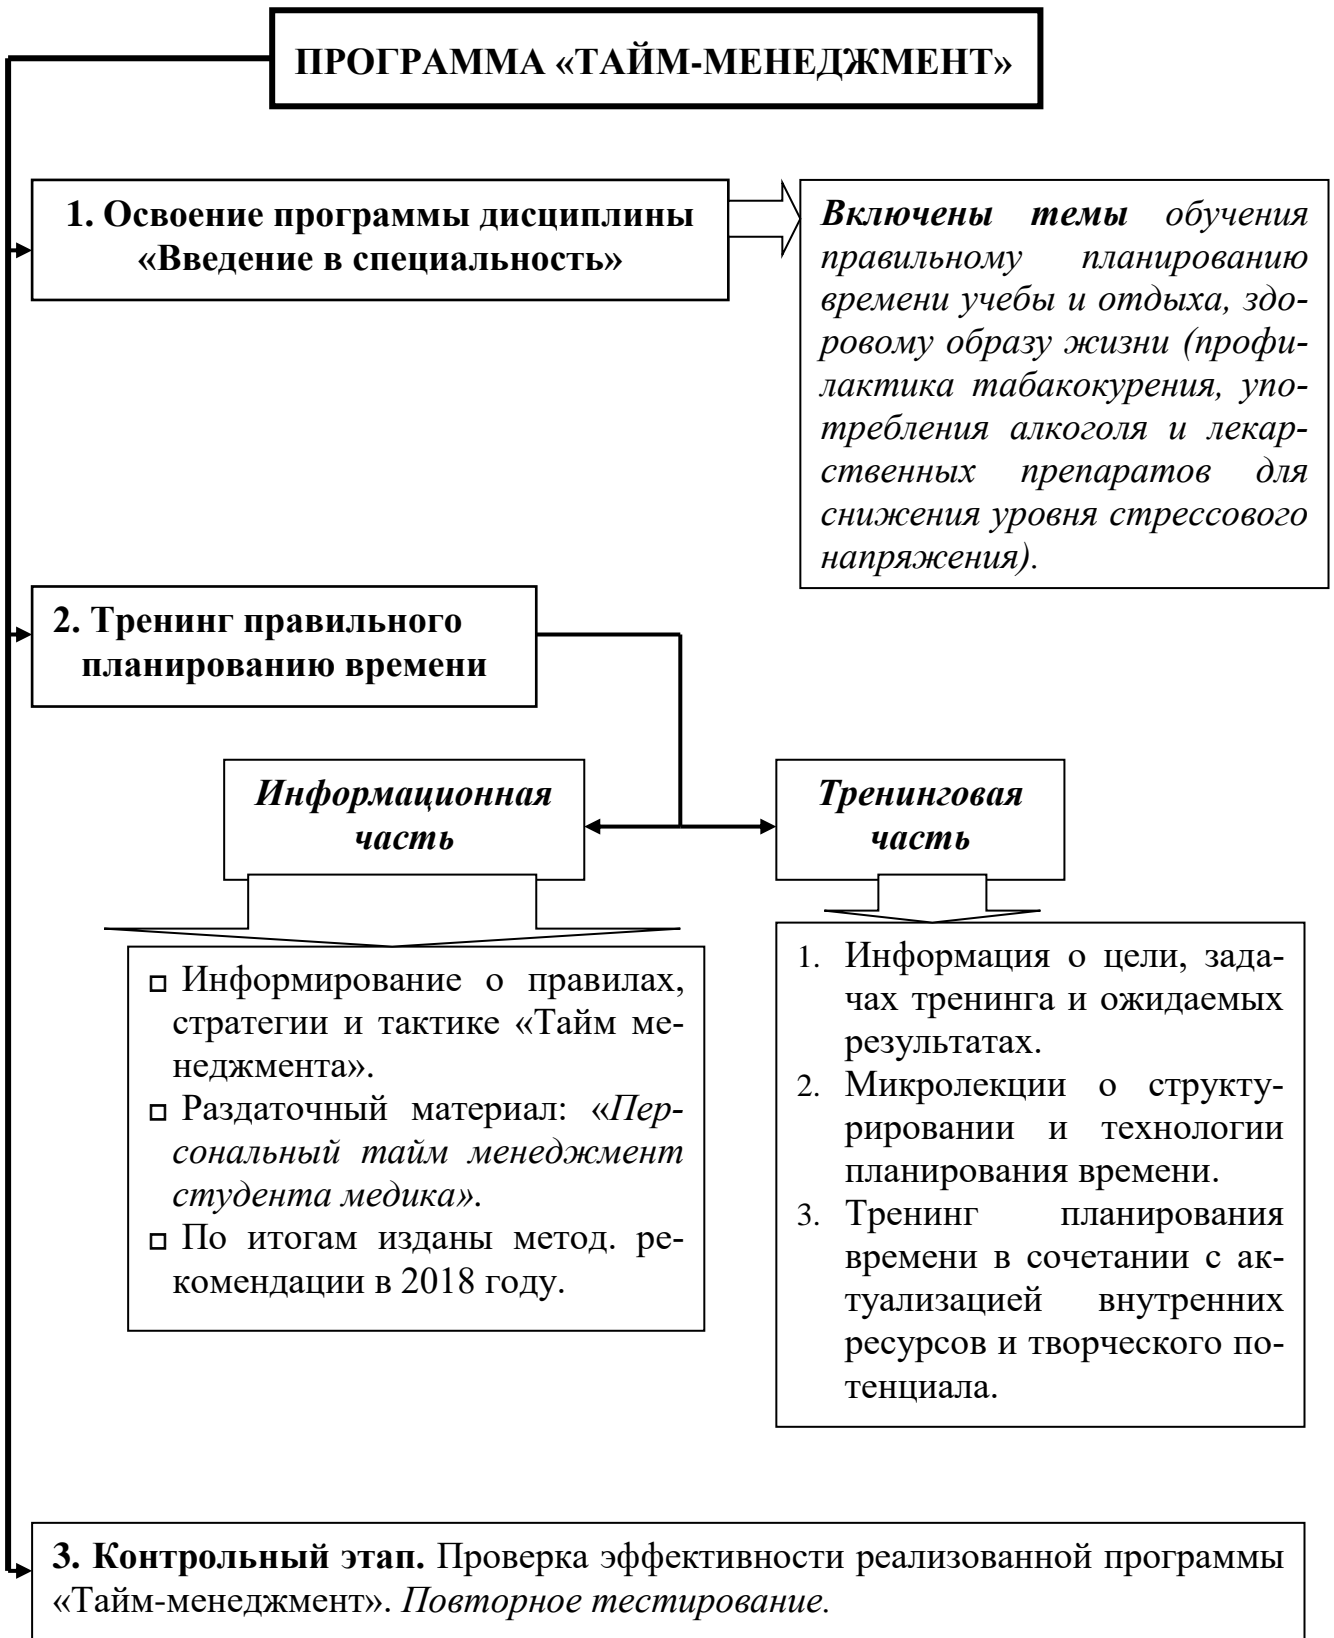 ПРОГРАММА «ТАЙМ-МЕНЕДЖМЕНТ»
1. Освоение программы дисциплины
«Введение в специальность»
Включены темы обучения
правильному планированию
времени учебы и отдыха, здо-
ровому образу жизни (профи-
лактика табакокурения, упо-
требления алкоголя и лекар-
ственных препаратов для
снижения уровня стрессового
напряжения).
2. Тренинг правильного
планированию времени
Информационная
часть
□ Информирование о правилах,
стратегии и тактике «Тайм ме-
неджмента».
□ Раздаточный материал: «Пер-
сональный тайм менеджмент
студента медика».
□ По итогам изданы метод. ре-
комендации в 2018 году.
Тренинговая
часть
1. Информация о цели, зада-
чах тренинга и ожидаемых
результатах.
2. Микролекции о структу-
рировании и технологии
планирования времени.
3. Тренинг планирования
времени в сочетании с ак-
туализацией внутренних
ресурсов и творческого по-
тенциала.
3. Контрольный этап. Проверка эффективности реализованной программы
«Тайм-менеджмент». Повторное тестирование.